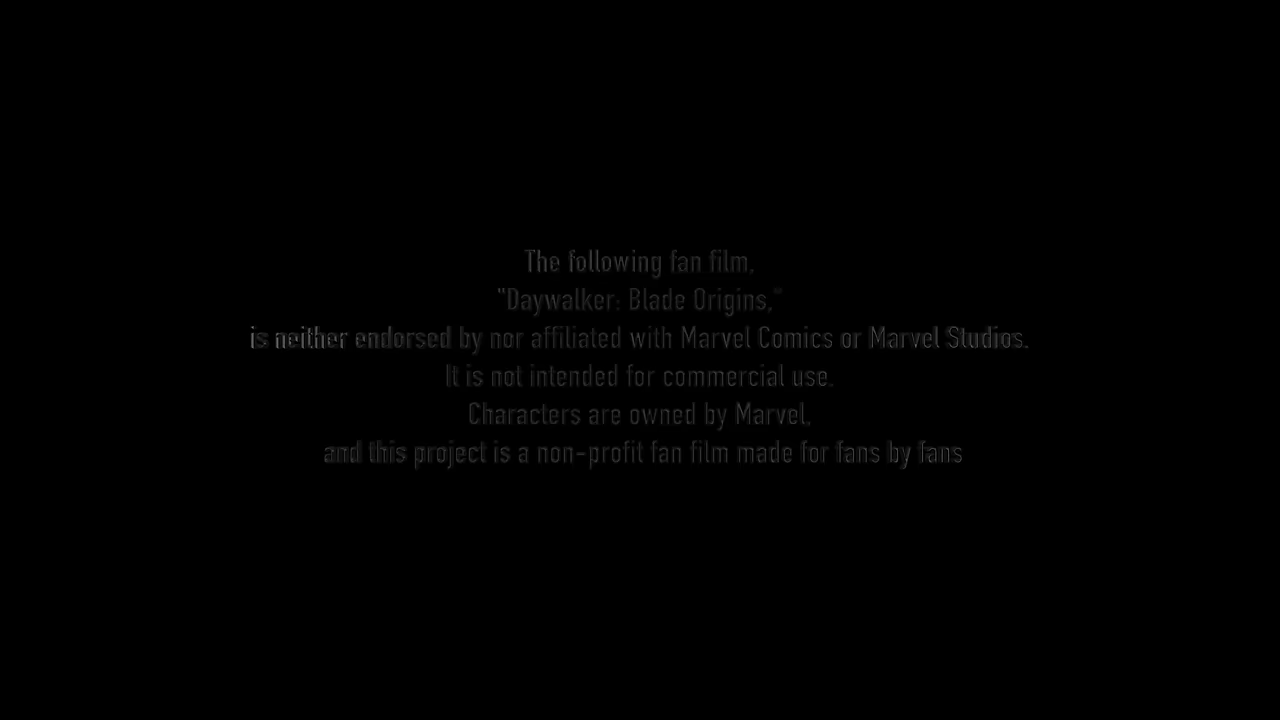 The following fan film,
"Daywalker: Blade Origins,"
is neither endorsed by nor affiliated with Marvel Comics or Marvel Studios.
It is not intended for commercial use.
Characters are owned by Marvel,
and this project is a non-profit fan film made for fans by fans